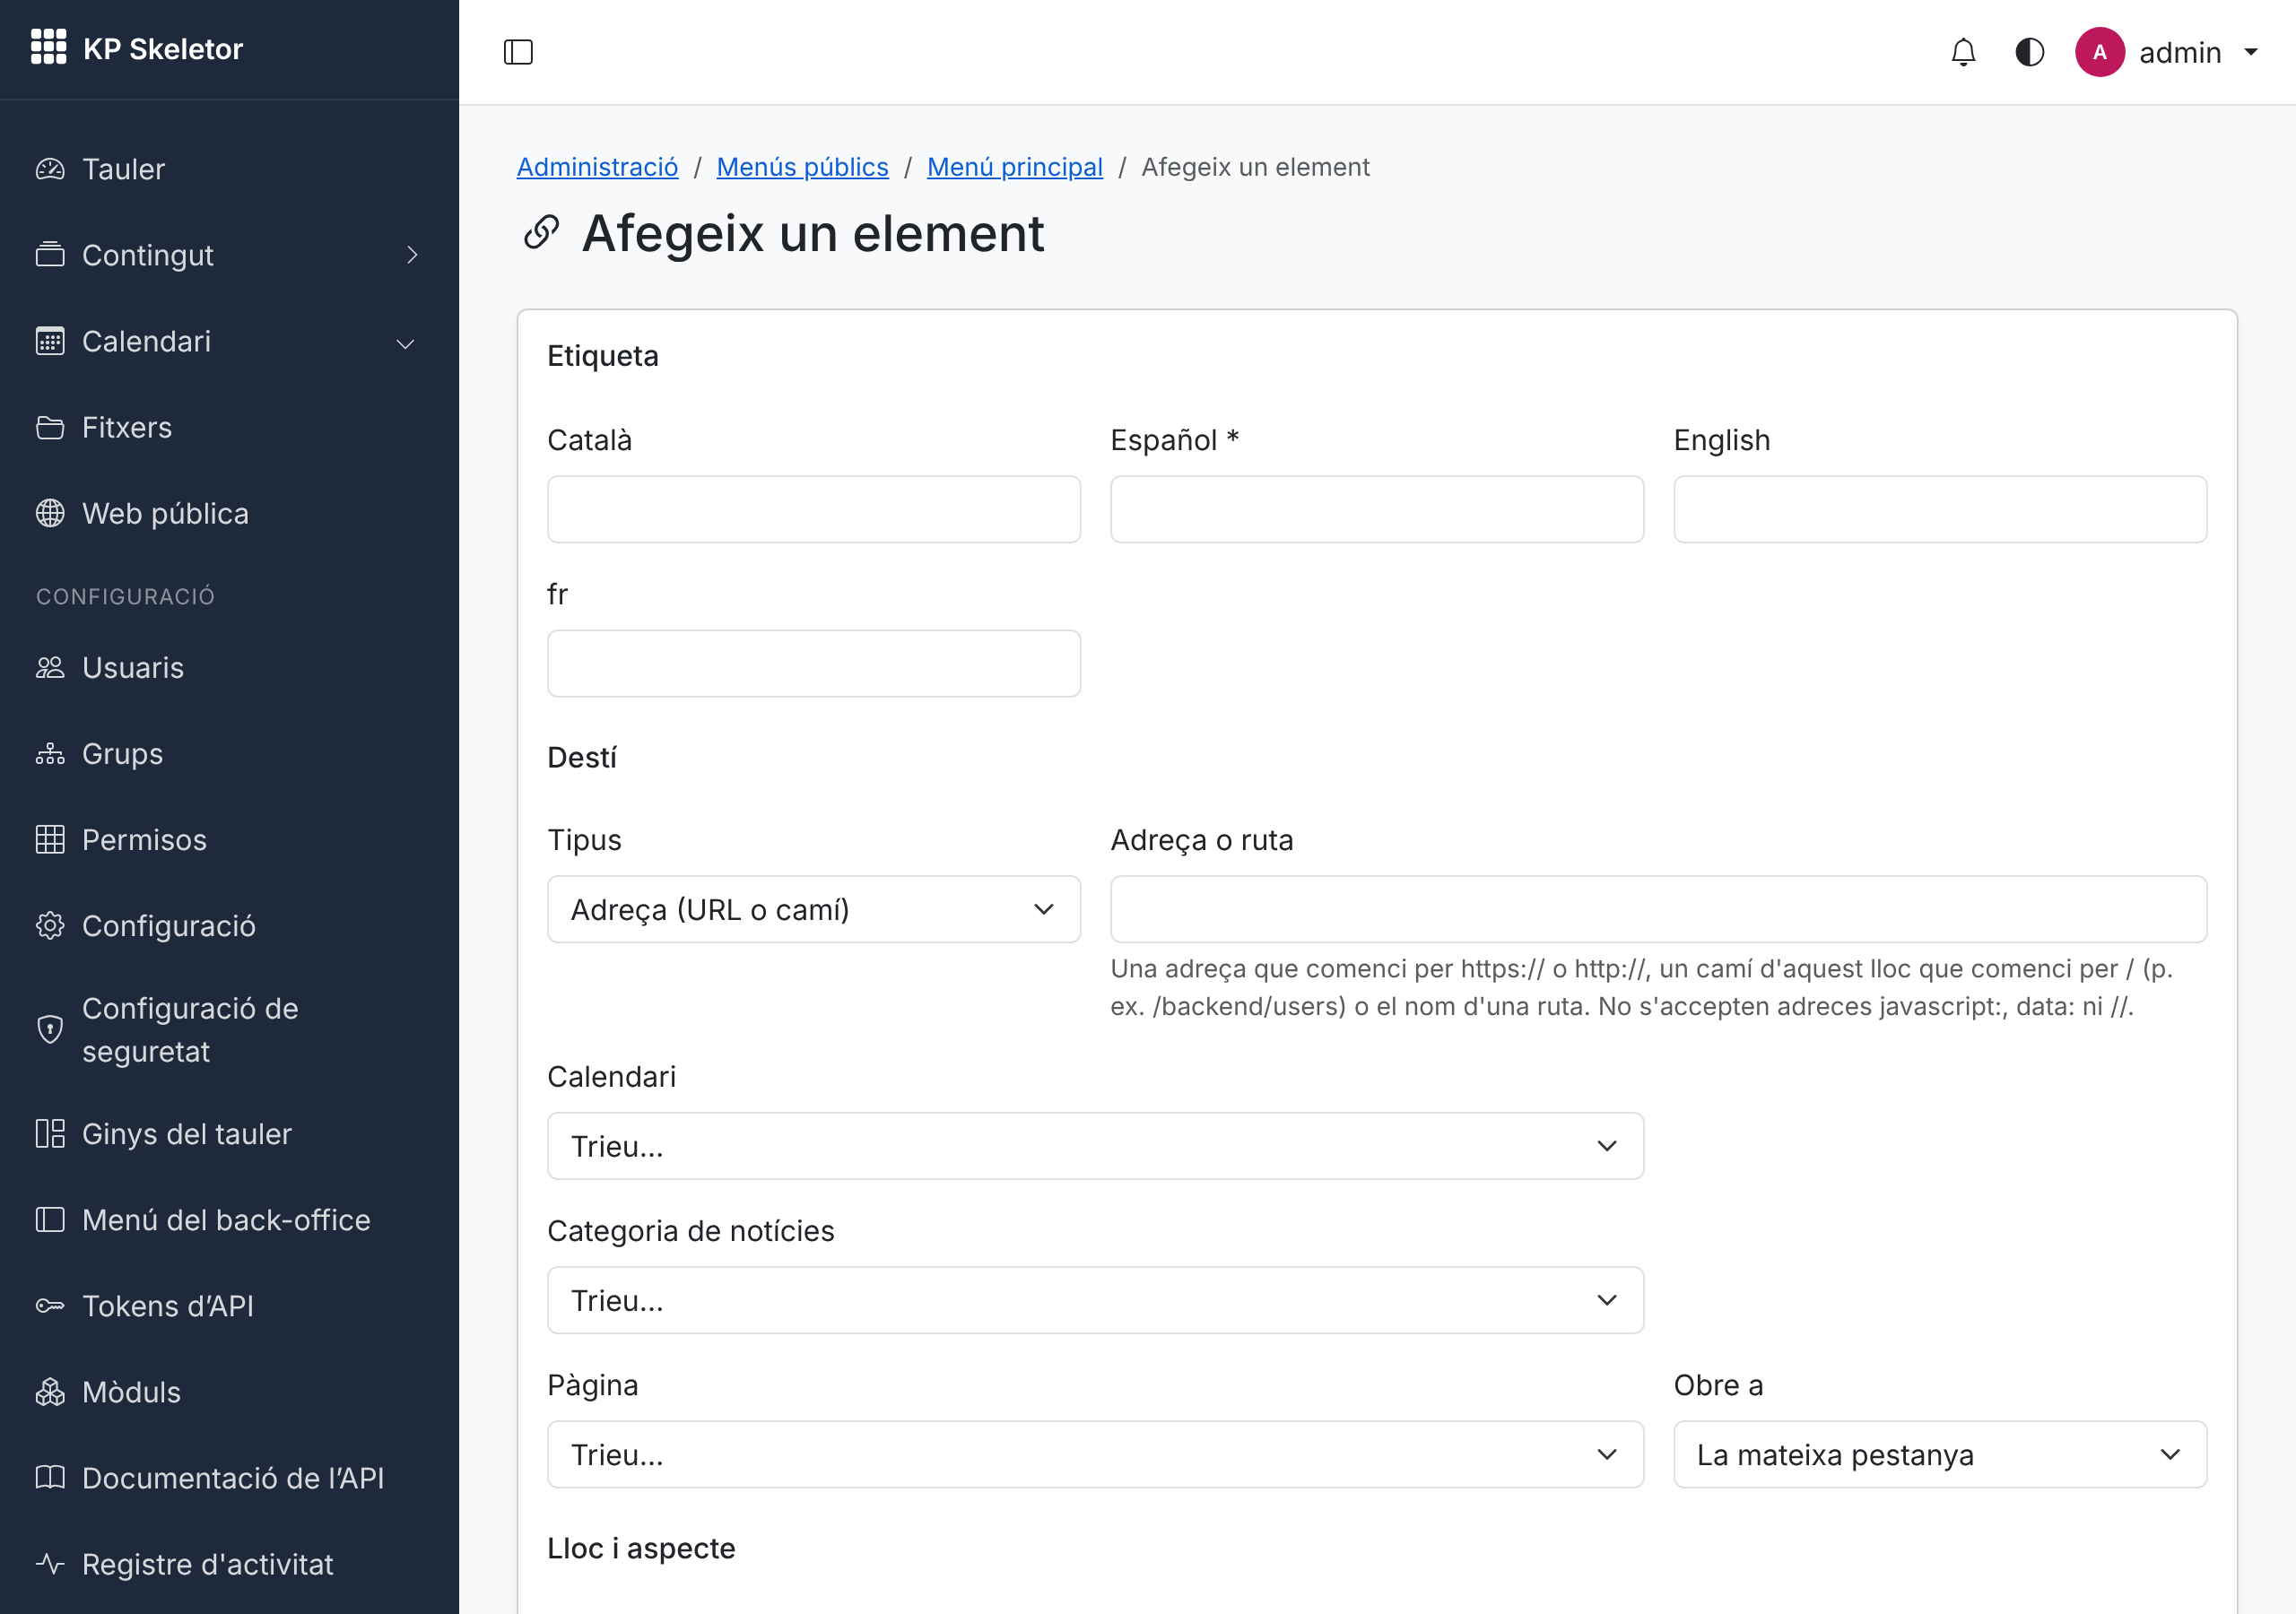 KP Skeletor
admin
A
Tauler
Contingut
Calendari
Fitxers
Web pública
CONFIGURACIÓ
Usuaris
Grups
Permisos
Configuració
Configuració de
seguretat
Ginys del tauler
Menú del back-office
Tokens d’API
Mòduls
Documentació de l’API
Registre d'activitat
Administració / Menús públics / Menú principal / Afegeix un element
Afegeix un element
Etiqueta
Català
Español *
English
fr
Destí
Tipus
Adreça o ruta
Adreça (URL o camí)
Una adreça que comenci per https:// o http://, un camí d'aquest lloc que comenci per / (p.
ex. /backend/users) o el nom d'una ruta. No s'accepten adreces javascript:, data: ni //.
Calendari
Trieu...
Categoria de notícies
Trieu...
Pàgina
Obre a
Trieu...
La mateixa pestanya
Lloc i aspecte